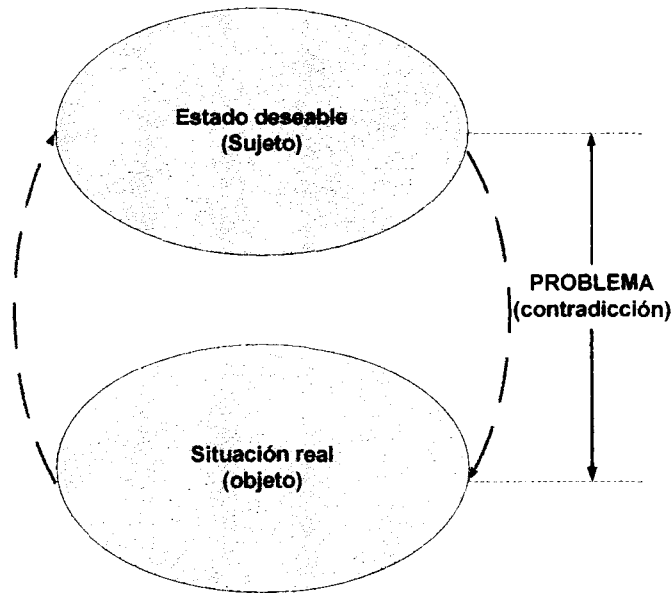 Estado deseable
(Sujeto)
PROBLEMA
(contradicción)
Situación real
(objeto)